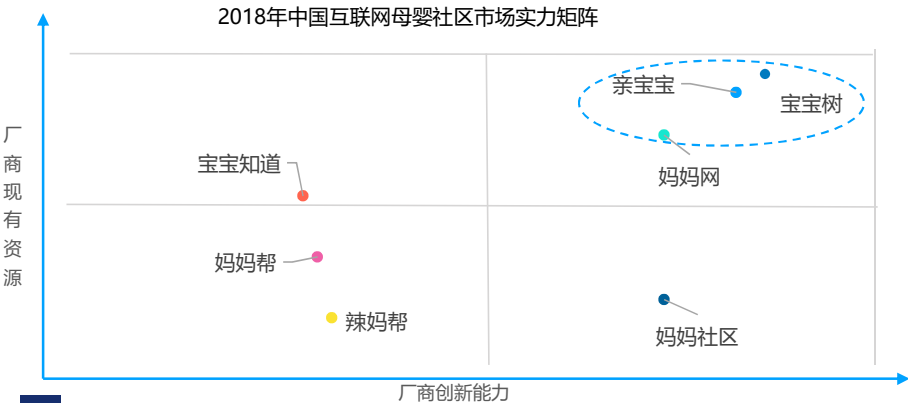 2018年中国互联网母婴社区市场实力矩阵
亲宝宝
宝宝树
宝宝知道
妈妈网
厂商现有资源
妈妈帮
辣妈帮
妈妈社区
厂商创新能力